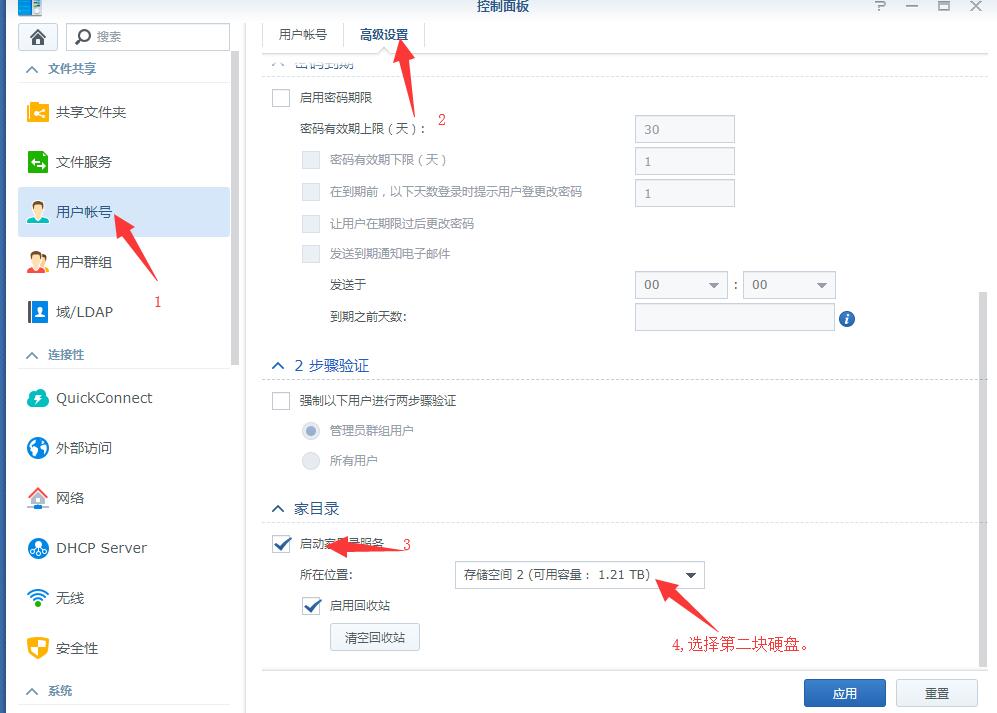 控制面板
搜索
用户帐号
高级设置
文件共享
密码到期
共享文件夹
启用密码期限
2
密码有效期上限（天）：
30
文件服务
密码有效期下限（天）
1
在到期前，以下天数登录时提示用户登更改密码
1
用户帐号
让用户在期限过后更改密码
用户群组
发送到期通知电子邮件
发送于
00
:
00
1
域/LDAP
到期之前天数:
连接性
2 步骤验证
QuickConnect
强制以下用户进行两步骤验证
管理员群组用户
外部访问
所有用户
网络
家目录
DHCP Server
启动家目录服务
3
所在位置:
存储空间 2 (可用容量： 1.21 TB)
无线
启用回收站
清空回收站
4,选择第二块硬盘。
安全性
系统
应用
重置